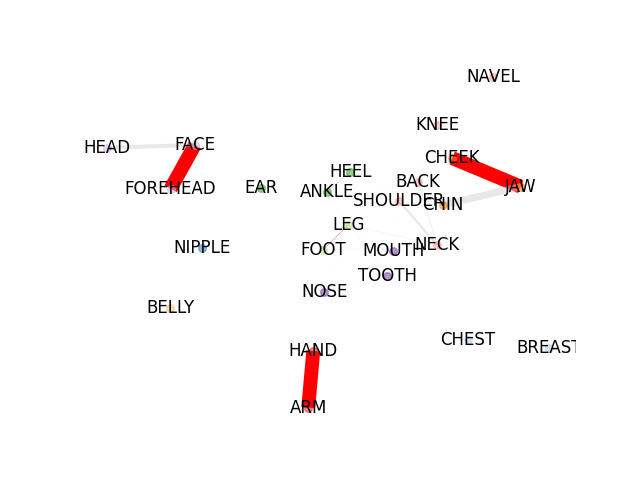 NAVEL
KNEE
HEAD
FACE
CHEEK
HEEL
BACK
FOREHEAD
EAR
ANKLE
JAW
SHOULDER
CHIN
LEG
NIPPLE
FOOT
MOUTH
NECK
TOOTH
NOSE
BELLY
CHEST
BREAST
HAND
ARM